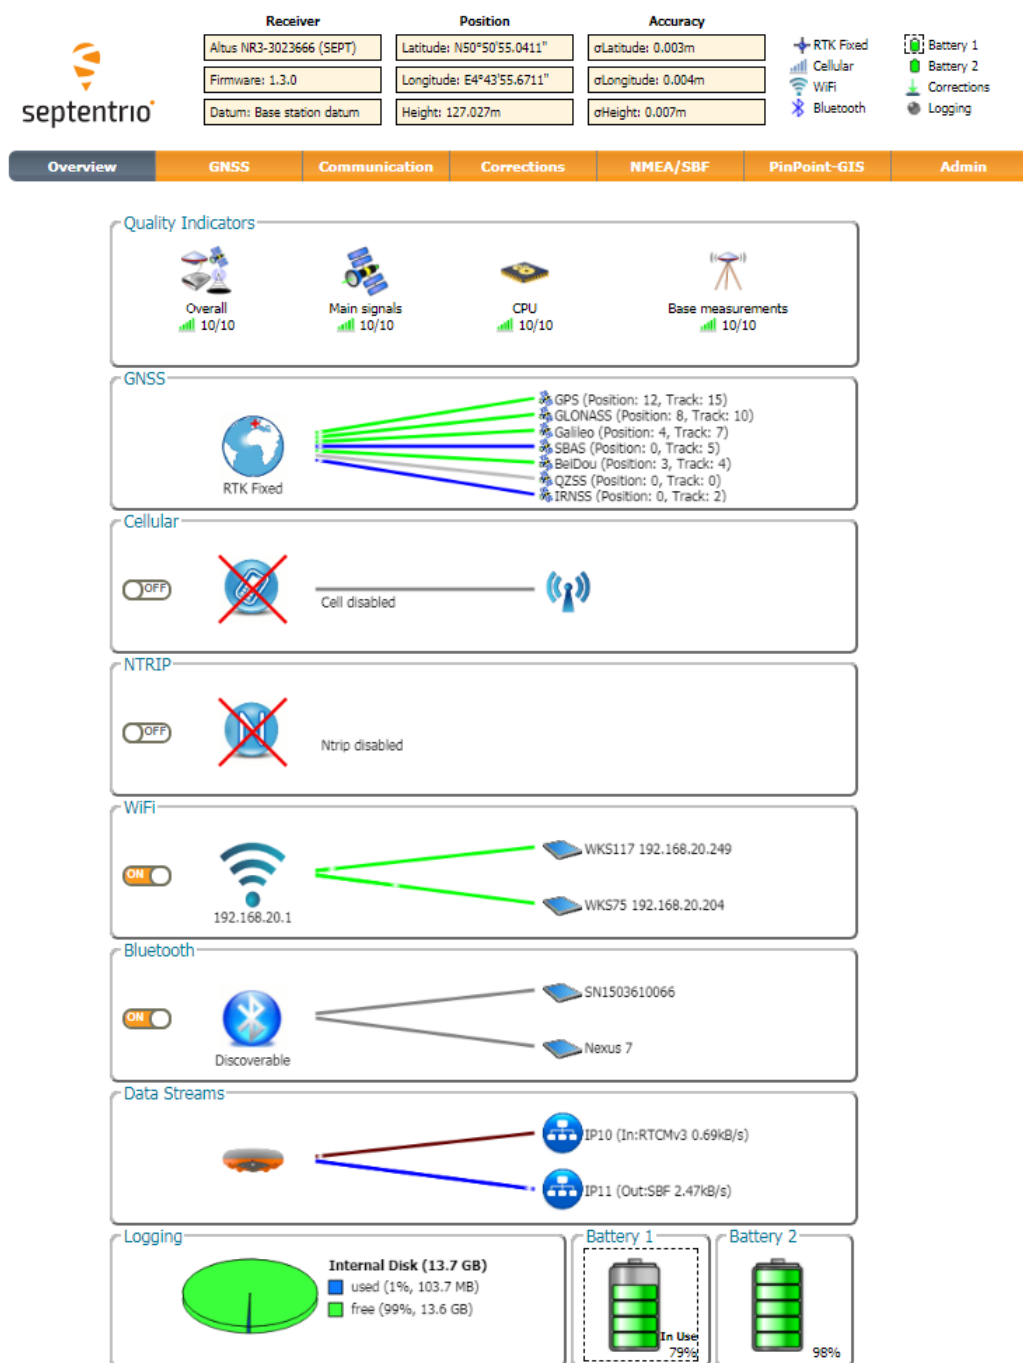 Receiver
Position
Accuracy
Altus NR3-3023666 (SEPT)
Latitude: N50°50'55.0411"
σLatitude: 0.003m
RTK Fixed
Battery 1
Firmware: 1.3.0
Longitude: E4°43'55.6711"
σLongitude: 0.004m
Cellular
Battery 2
WiFi
Corrections
septentrio
Datum: Base station datum
Height: 127.027m
σHeight: 0.007m
Bluetooth
Logging
Overview
GNSS
Communication
Corrections
NMEA/SBF
PinPoint-GIS
Admin
Quality Indicators
Overall
10/10
Main signals
10/10
CPU
10/10
Base measurements
10/10
GNSS
RTK Fixed
GPS (Position: 12, Track: 15)
GLONASS (Position: 8, Track: 10)
Galileo (Position: 4, Track: 7)
SBAS (Position: 0, Track: 5)
BeiDou (Position: 3, Track: 4)
QZSS (Position: 0, Track: 0)
IRNSS (Position: 0, Track: 2)
Cellular
OFF
Cell disabled
NTRIP
OFF
N
Ntrip disabled
WiFi
ON
192.168.20.1
WKS117 192.168.20.249
WKS75 192.168.20.204
Bluetooth
ON
Discoverable
SN1503610066
Nexus 7
Data Streams
IP10 (In:RTCMv3 0.69kB/s)
IP11 (Out:SBF 2.47kB/s)
Logging
Internal Disk (13.7 GB)
used (1%, 103.7 MB)
free (99%, 13.6 GB)
Battery 1
In Use
79%
Battery 2
98%